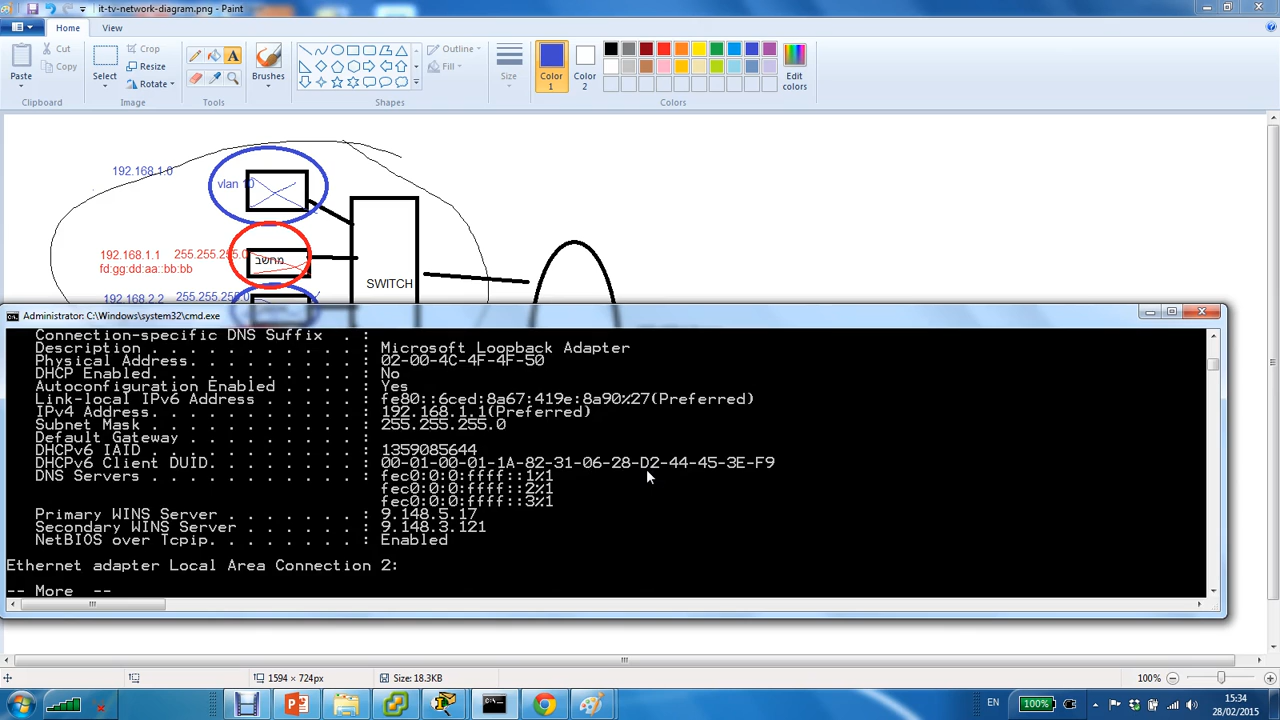 it-tv-network-diagram.png - Paint
Home
View
Paste
Cut
Copy
Clipboard
Select
Crop
Resize
Rotate
Image
Tools
Brushes
Outline
Fill
Shapes
Size
Color 1
Color 2
Edit colors
Colors
192.168.1.0
vlan 10
192.168.1.1 255.255.255.0
fd:gg:dd:aa::bb:bb
מחשב
192.168.2.2 255.255.255.0
SWITCH
Administrator: C:\Windows\system32\cmd.exe
Connection-specific DNS Suffix . :
Description . . . . . . . . . . . : Microsoft Loopback Adapter
Physical Address. . . . . . . . . : 02-00-4C-4F-4F-50
DHCP Enabled. . . . . . . . . . . : No
Autoconfiguration Enabled . . . . : Yes
Link-local IPv6 Address . . . . . : fe80::6ced:8a67:419e:8a90%27(Preferred)
IPv4 Address. . . . . . . . . . . : 192.168.1.1(Preferred)
Subnet Mask . . . . . . . . . . . : 255.255.255.0
Default Gateway . . . . . . . . . :
DHCPv6 IAID . . . . . . . . . . . : 1359085644
DHCPv6 Client DUID. . . . . . . . : 00-01-00-01-1A-82-31-06-28-D2-44-45-3E-F9
DNS Servers . . . . . . . . . . . : fec0:0:0:ffff::1%1
fec0:0:0:ffff::2%1
fec0:0:0:ffff::3%1
Primary WINS Server . . . . . . . : 9.148.5.17
Secondary WINS Server . . . . . . : 9.148.3.121
NetBIOS over Tcpip. . . . . . . . : Enabled
Ethernet adapter Local Area Connection 2:
-- More --
1594 × 724px
Size: 18.3KB
100%
EN
100%
15:34
28/02/2015